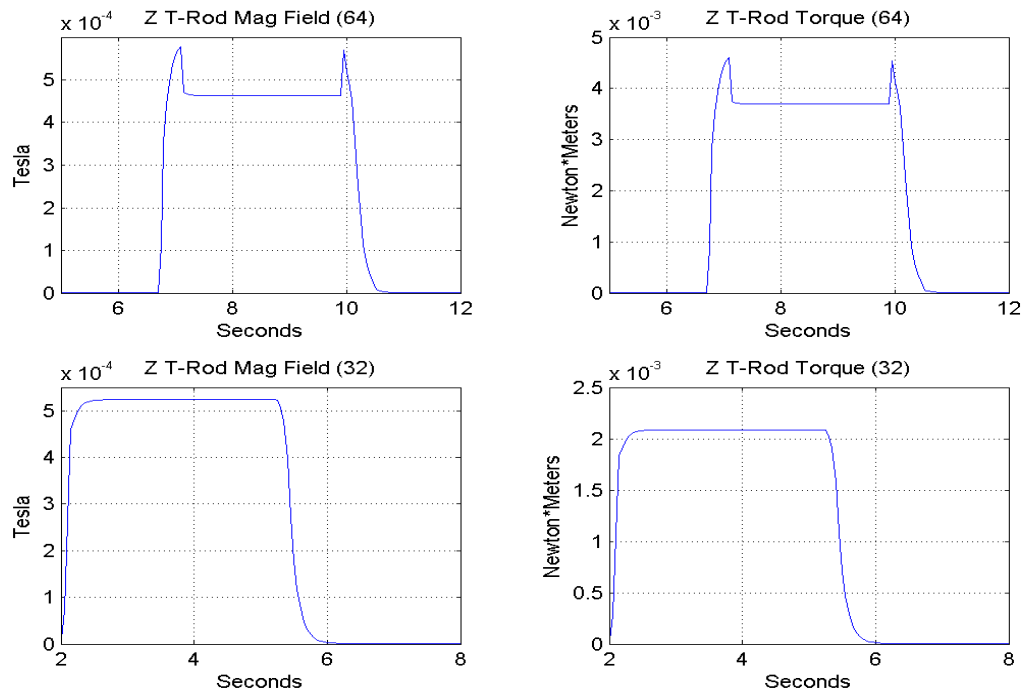 x 10-4
Z T-Rod Mag Field (64)
5
4
3
2
1
0
Tesla
6
8
10
12
Seconds
x 10-3
Z T-Rod Torque (64)
5
4
3
2
1
0
Newton*Meters
6
8
10
12
Seconds
x 10-4
Z T-Rod Mag Field (32)
5
4
3
2
1
0
Tesla
2
4
6
8
Seconds
x 10-3
Z T-Rod Torque (32)
2.5
2
1.5
1
0.5
0
Newton*Meters
2
4
6
8
Seconds